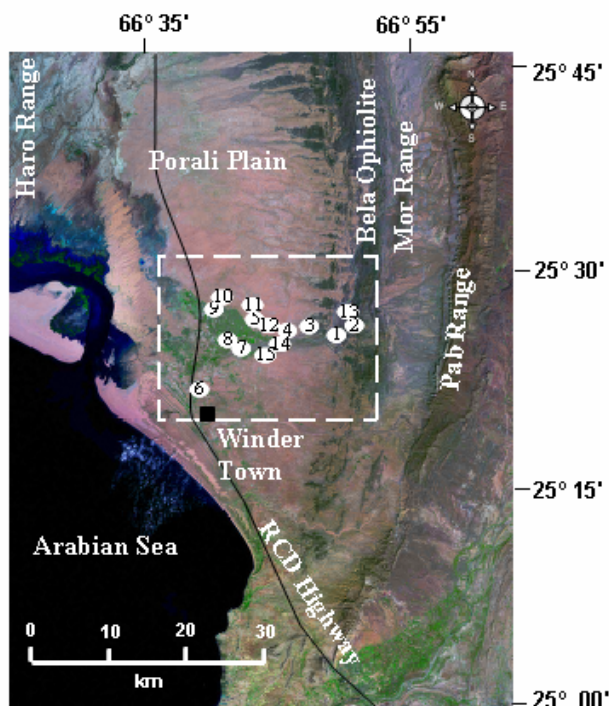 66° 35'
66° 55'
25° 45'
Haro Range
Porali Plain
Bela Ophiolite
Mor Range
Pab Range
N
W
E
S
25° 30'
10
9
11
5
12
4
3
13
2
1
8
7
14
15
6
Winder
Town
25° 15'
Arabian Sea
RCD Highway
0 10 20 30
km
25° 00'